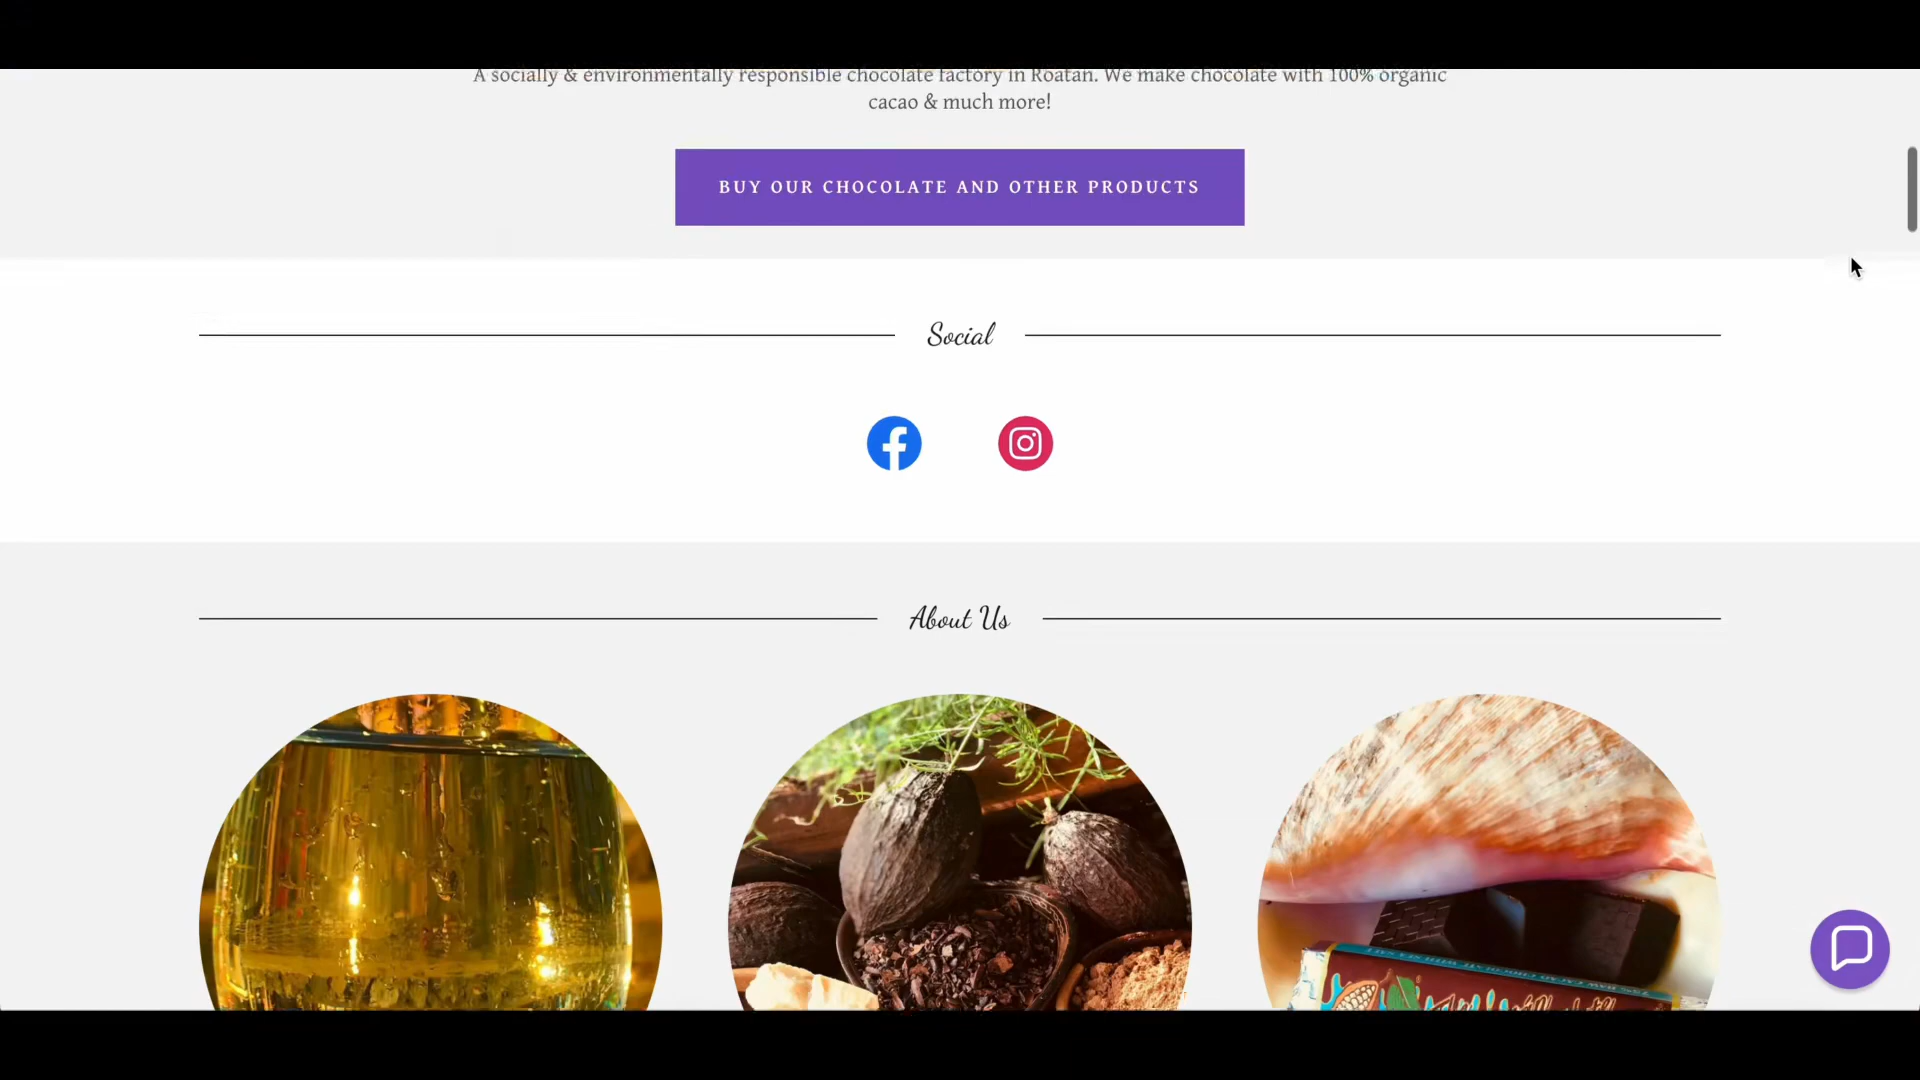 A socially & environmentally responsible chocolate factory in Roatan. We make chocolate with 100% organic
cacao & much more!
BUY OUR CHOCOLATE AND OTHER PRODUCTS
Social
About Us